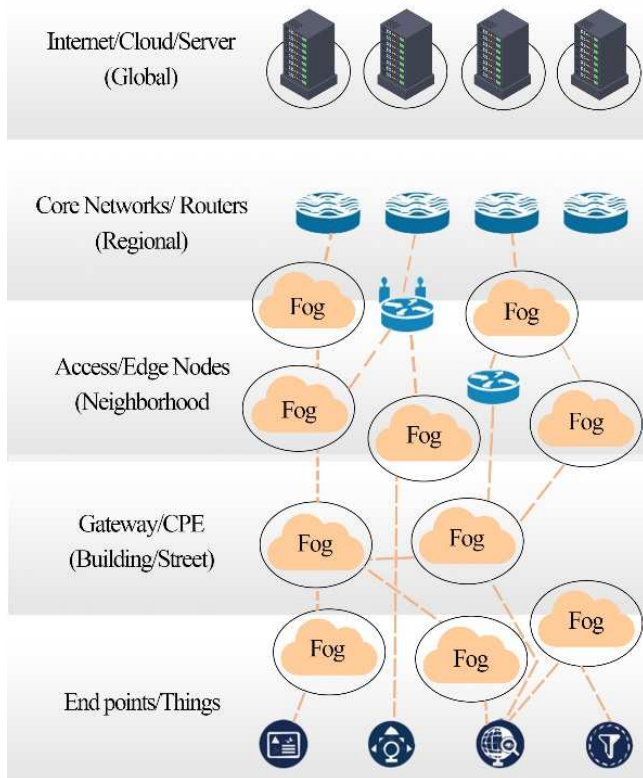 Internet/Cloud/Server
(Global)
Core Networks/ Routers
(Regional)
Fog
Fog
Access/Edge Nodes
(Neighborhood
Fog
Fog
Fog
Gateway/CPE
(Building/Street)
Fog
Fog
Fog
Fog
Fog
End points/Things